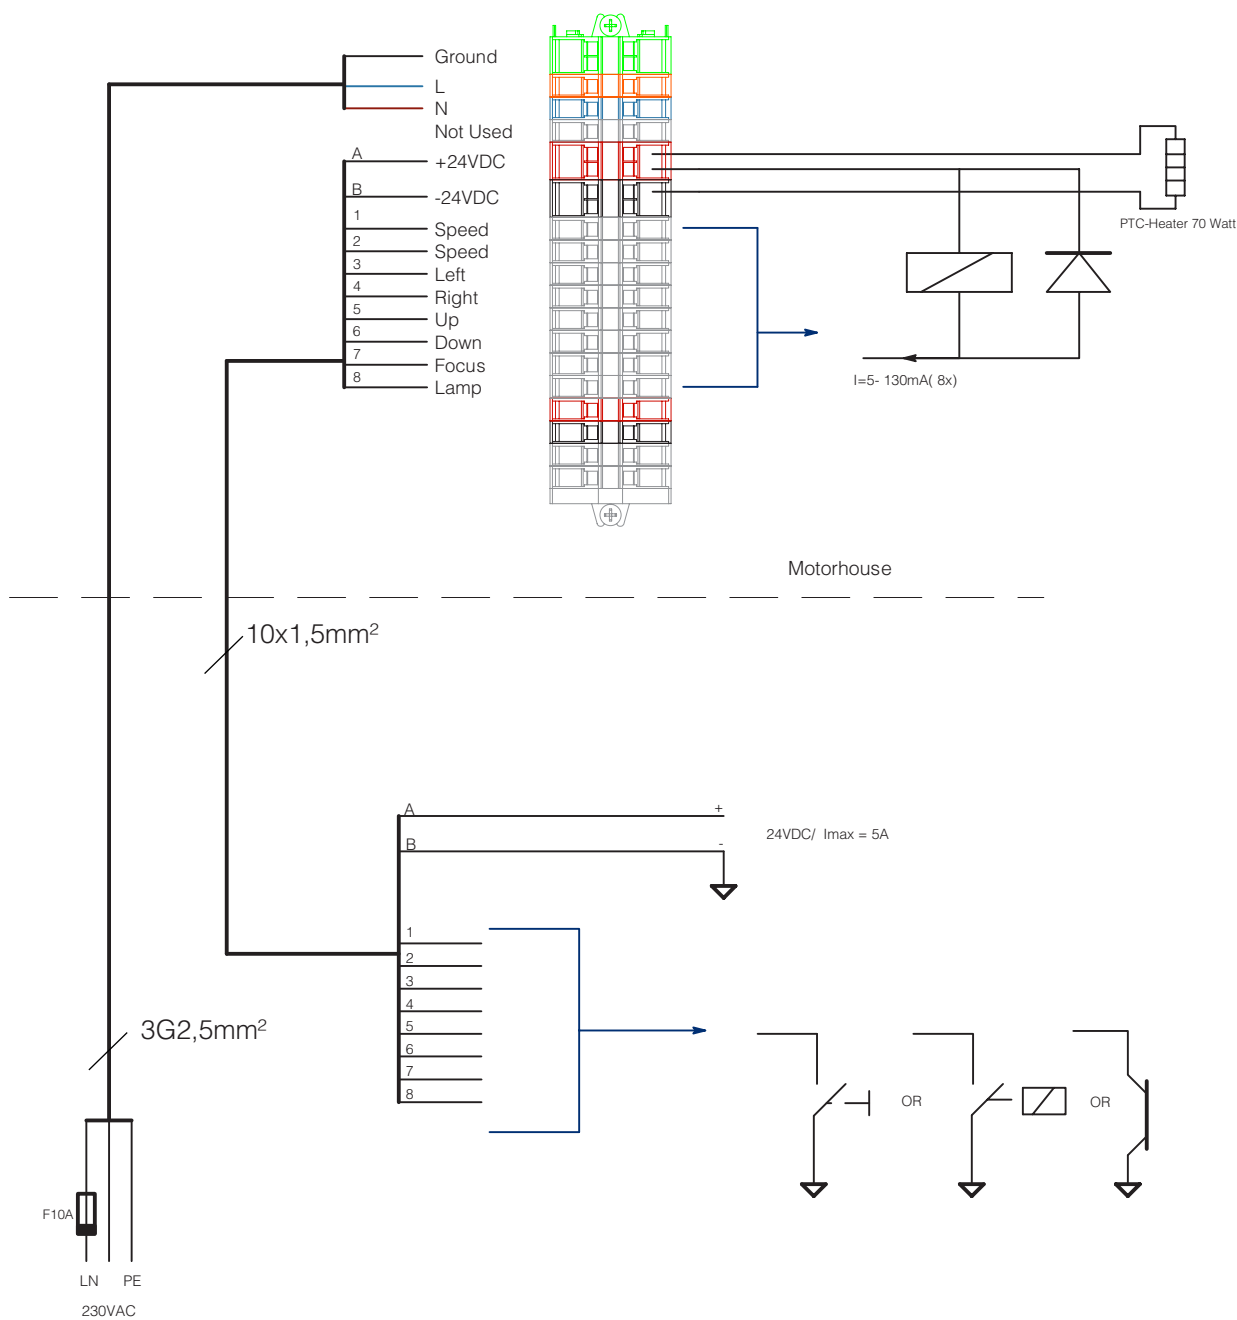 Ground
L
N
Not Used
A
+24VDC
B
-24VDC
1
Speed
2
Speed
3
Left
4
Right
5
Up
6
Down
7
Focus
8
Lamp
PTC-Heater 70 Watt
I=5- 130mA( 8x)
Motorhouse
10x1,5mm²
A
+
24VDC/ Imax = 5A
B
-
1
2
3
4
5
6
7
8
3G2,5mm²
OR
OR
F10A
LN PE
230VAC